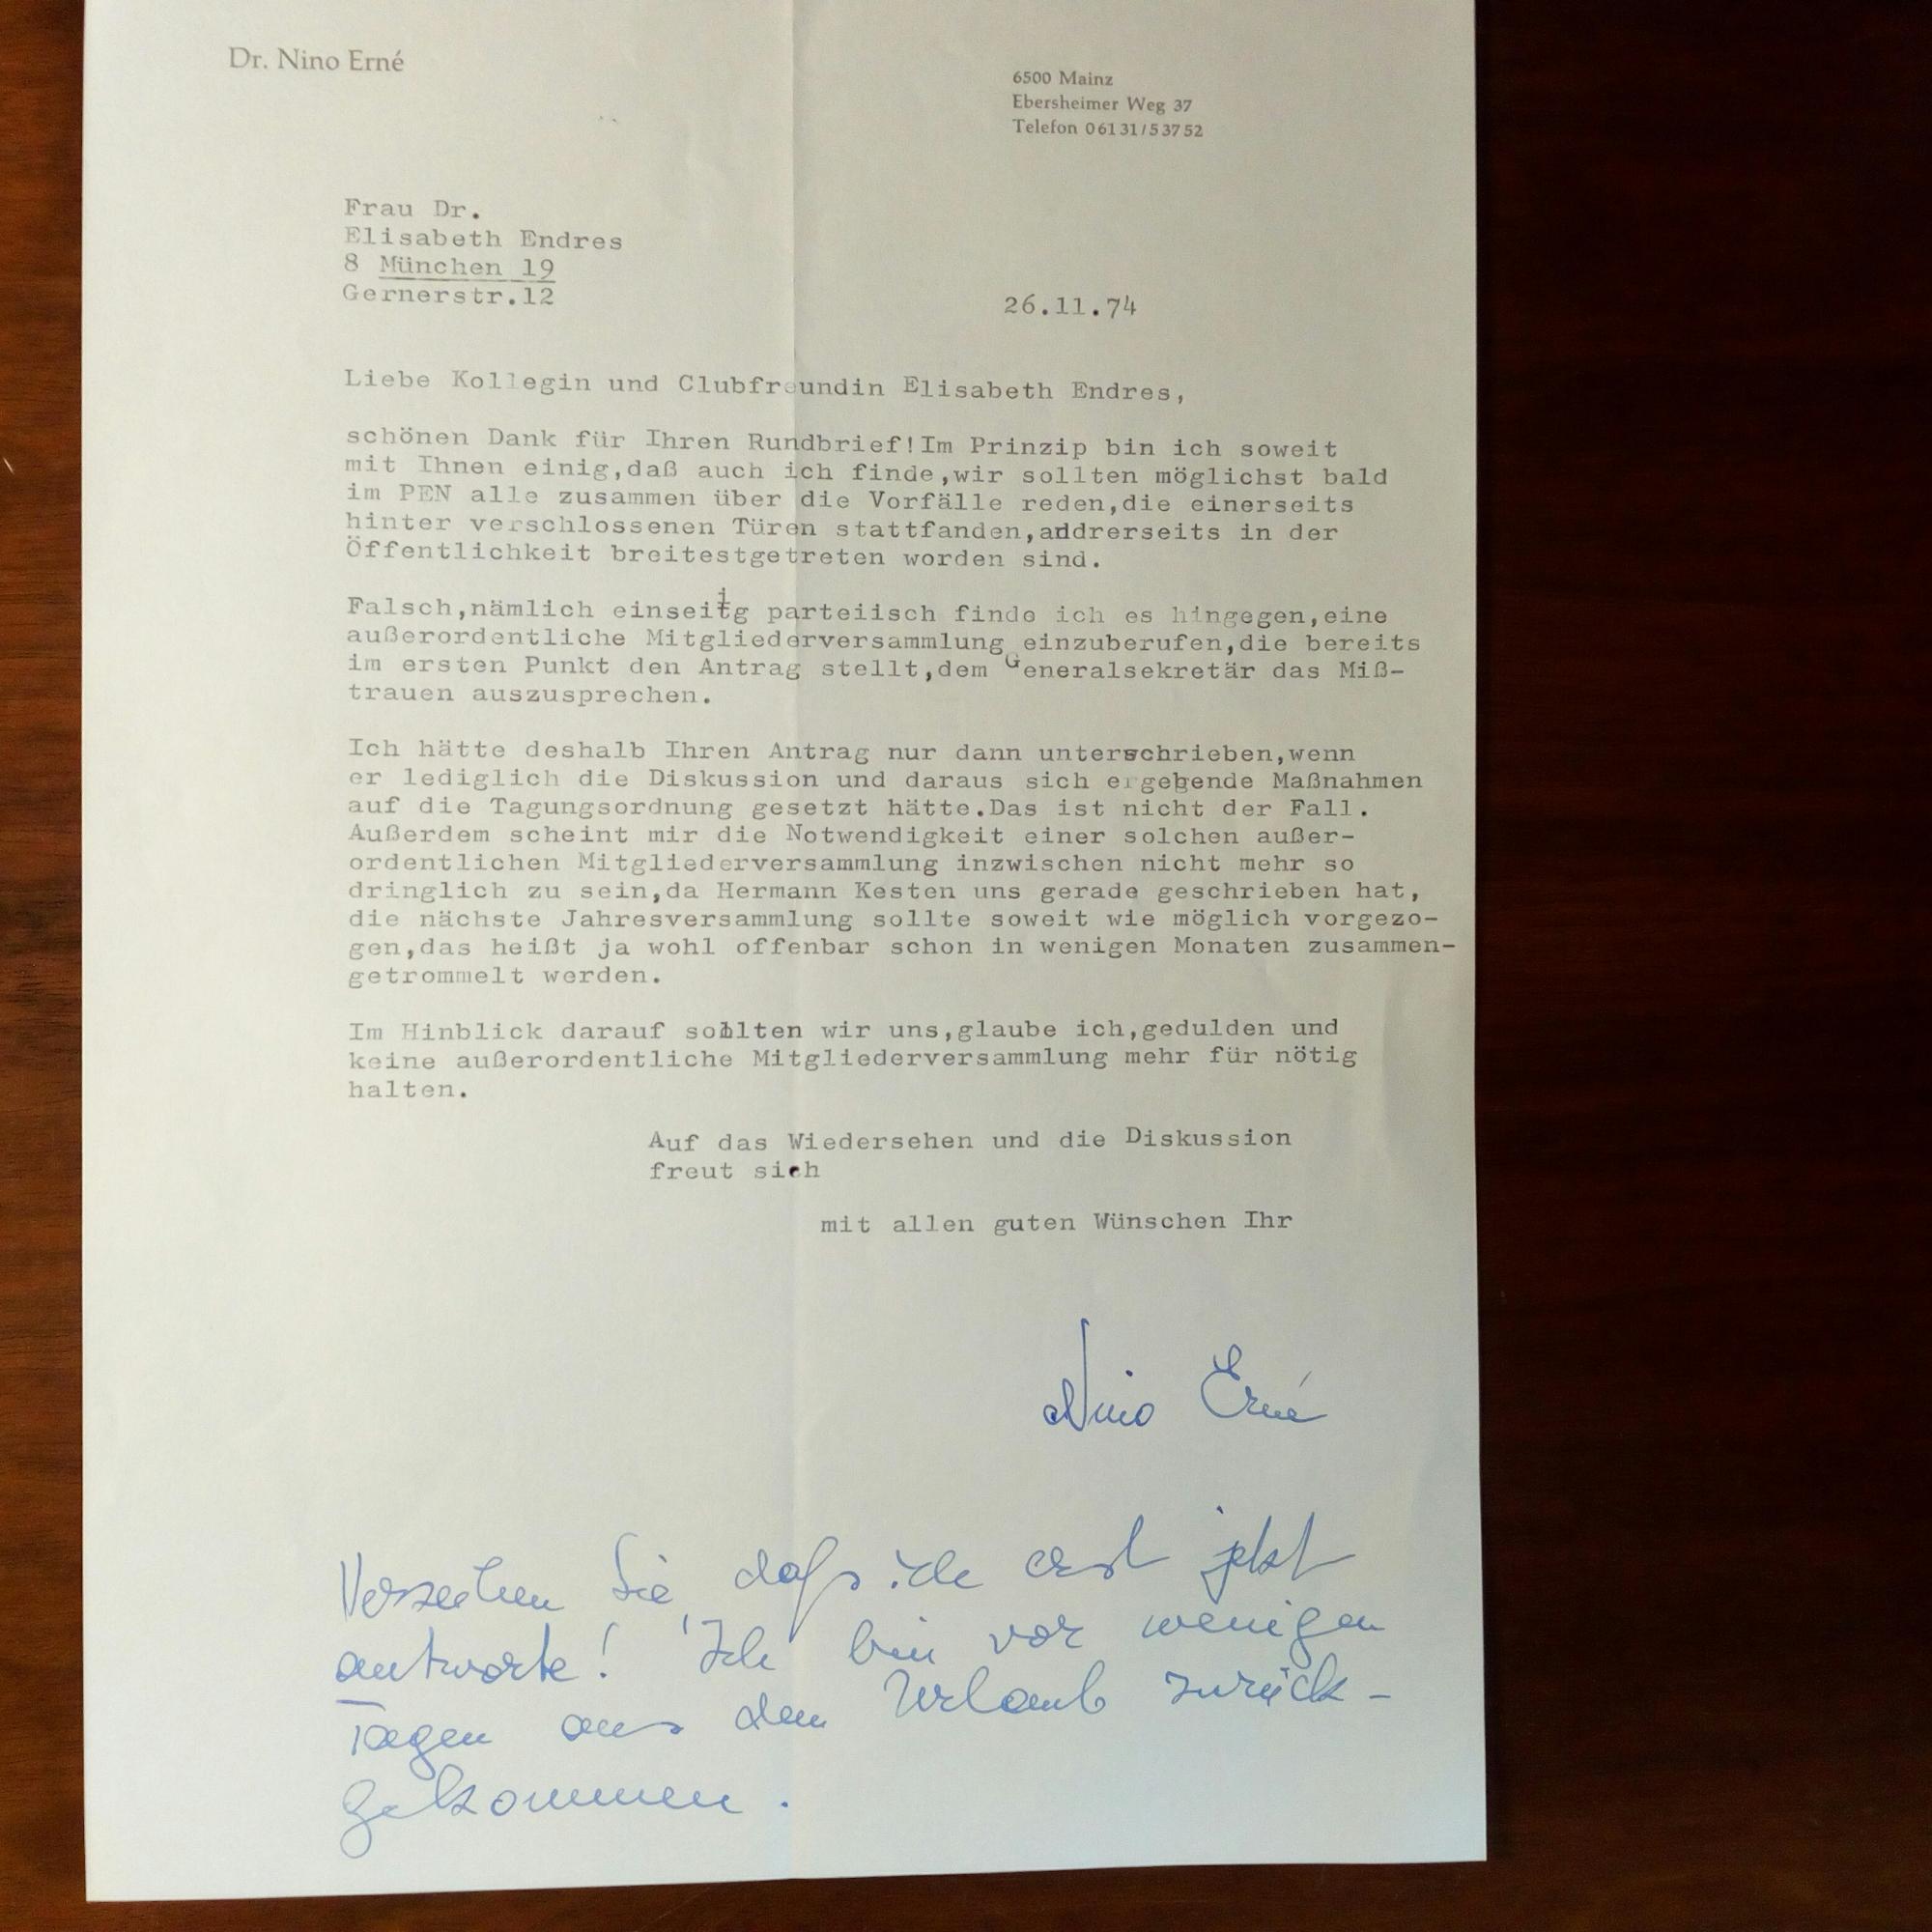 Dr. Nino Erné
6500 Mainz
Ebersheimer Weg 37
Telefon 06131/53752
Frau Dr.
Elisabeth Endres
8 München 19
Gernerstr.12
26.11.74
Liebe Kollegin und Clubfreundin Elisabeth Endres,
schönen Dank für Ihren Rundbrief!Im Prinzip bin ich soweit
mit Ihnen einig,daß auch ich finde,wir sollten möglichst bald
im PEN alle zusammen über die Vorfälle reden,die einerseits
hinter verschlossenen Türen stattfanden,addrerseits in der
Öffentlichkeit breitestgetreten worden sind.
Falsch,nämlich einseitig parteiisch finde ich es hingegen,eine
außerordentliche Mitgliederversammlung einzuberufen,die bereits
im ersten Punkt den Antrag stellt,dem Generalsekretär das Miß-
trauen auszusprechen.
Ich hätte deshalb Ihren Antrag nur dann unterschrieben,wenn
er lediglich die Diskussion und daraus sich ergebende Maßnahmen
auf die Tagungsordnung gesetzt hätte.Das ist nicht der Fall.
Außerdem scheint mir die Notwendigkeit einer solchen außer-
ordentlichen Mitgliederversammlung inzwischen nicht mehr so
dringlich zu sein,da Hermann Kesten uns gerade geschrieben hat,
die nächste Jahresversammlung sollte soweit wie möglich vorgezo-
gen,das heißt ja wohl offenbar schon in wenigen Monaten zusammen-
getrommelt werden.
Im Hinblick darauf sollten wir uns,glaube ich,gedulden und
keine außerordentliche Mitgliederversammlung mehr für nötig
halten.
Auf das Wiedersehen und die Diskussion
freut sich
mit allen guten Wünschen Ihr
Nino Erné
Verzeihen Sie, daß ich erst jetzt
antworte! Ich bin vor wenigen
Tagen aus dem Urlaub zurück-
gekommen.